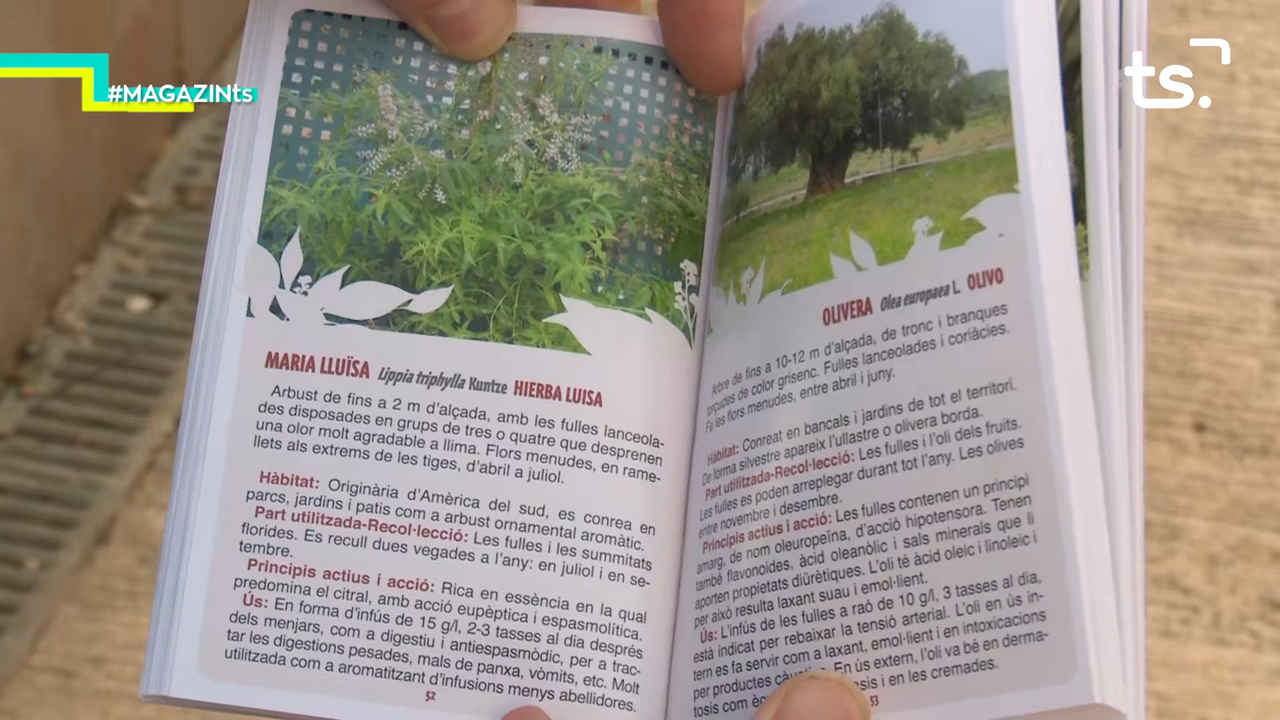 #MAGAZINts
ts.
MARIA LLUÏSA Lippia triphylla Kuntze HIERBA LUISA
Arbust de fins a 2 m d'alçada, amb les fulles lanceola-
des disposades en grups de tres o quatre que desprenen
una olor molt agradable a llima. Flors menudes, en rame-
llets als extrems de les tiges, d'abril a juliol.
Hàbitat: Originària d'Amèrica del sud, es conrea en
parcs, jardins i patis com a arbust ornamental aromàtic.
Part utilitzada-Recol·lecció: Les fulles i les summitats
florides. Es recull dues vegades a l'any: en juliol i en se-
tembre.
Principis actius i acció: Rica en essència en la qual
predomina el citral, amb acció eupèptica i espasmolítica.
Ús: En forma d'infús de 15 g/l, 2-3 tasses al dia després
dels menjars, com a digestiu i antiespasmòdic, per a trac-
tar les digestions pesades, mals de panxa, vòmits, etc. Molt
utilitzada com a aromatitzant d'infusions menys abellidores.
52
OLIVERA Olea europaea L OLIVO
Arbre de fins a 10-12 m d'alçada, de tronc i branques
torçudes de color grisenc. Fulles lanceolades i coriàcies.
Fa les flors menudes, entre abril i juny.
Hàbitat: Conreat en bancals i jardins de tot el territori.
De forma silvestre apareix l'ullastre o olivera borda.
Part utilitzada-Recol·lecció: Les fulles i l'oli dels fruits.
Les fulles es poden arreplegar durant tot l'any. Les olives
entre novembre i desembre.
Principis actius i acció: Les fulles contenen un principi
amarg, de nom oleuropeïna, d'acció hipotensora. Tenen
també flavonoides, àcid oleanòlic i sals minerals que li
aporten propietats diürètiques. L'oli té àcid oleic i linoleic i
per això resulta laxant suau i emol·lient.
Ús: L'infús de les fulles a raó de 10 g/l, 3 tasses al dia,
està indicat per rebaixar la tensió arterial. L'oli en ús in-
tern es fa servir com a laxant, emol·lient i en intoxicacions
per productes En ús extern, l'oli va bé en derma-
tosis com i en les cremades.
53